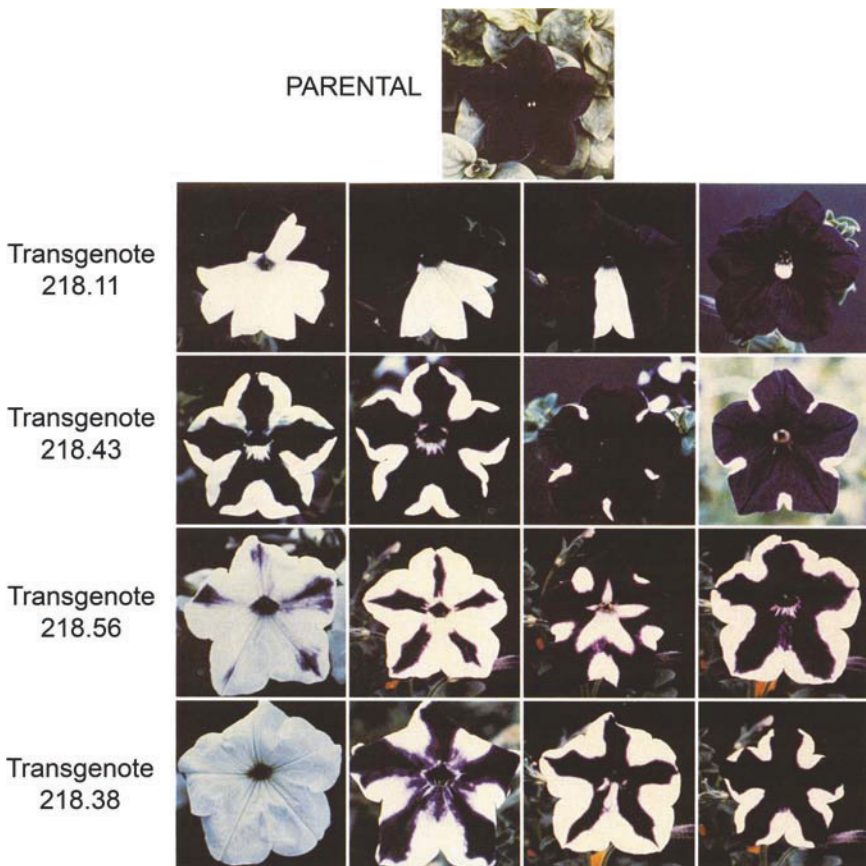 PARENTAL
Transgenote
218.11
Transgenote
218.43
Transgenote
218.56
Transgenote
218.38